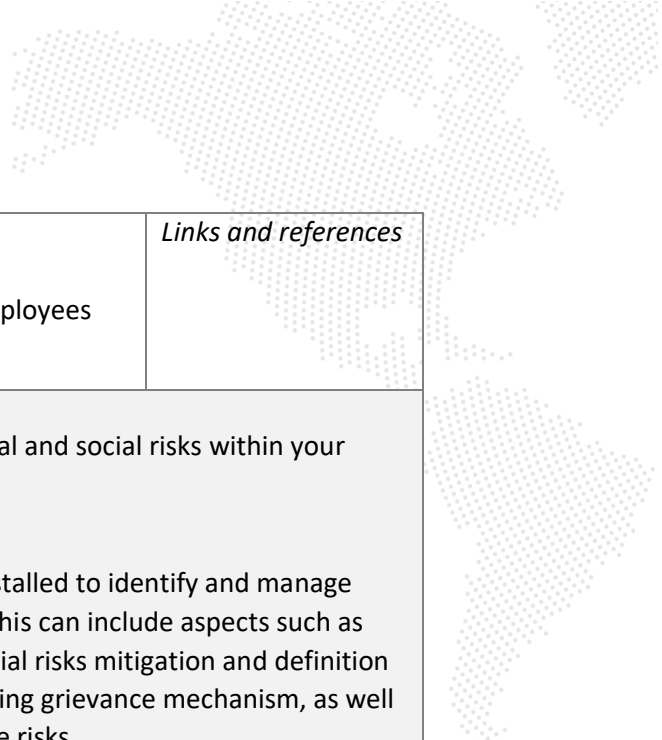 Links and references
ployees
al and social risks within your
stalled to identify and manage
his can include aspects such as
ial risks mitigation and definition
ing grievance mechanism, as well
e risks